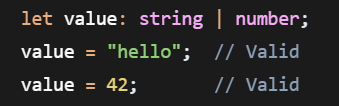 let value: string | number;
value = "hello";  // Valid
value = 42;       // Valid